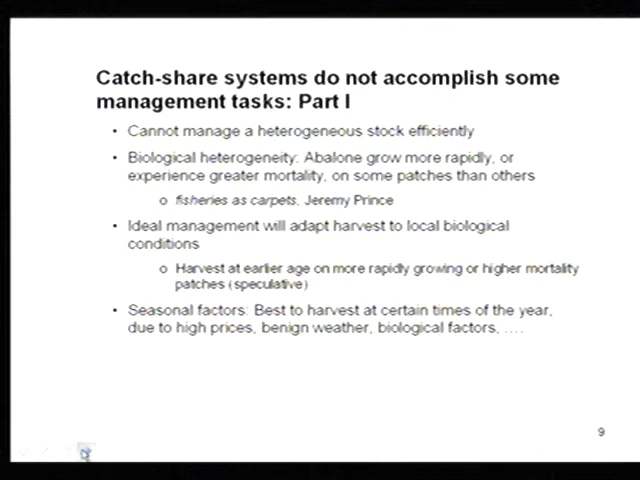 Catch-share systems do not accomplish some
management tasks: Part I
• Cannot manage a heterogeneous stock efficiently
• Biological heterogeneity: Abalone grow more rapidly, or
experience greater mortality, on some patches than others
o fisheries as carpets, Jeremy Prince
• Ideal management will adapt harvest to local biological
conditions
o Harvest at earlier age on more rapidly growing or higher mortality
patches (speculative)
• Seasonal factors: Best to harvest at certain times of the year,
due to high prices, benign weather, biological factors, ....
9